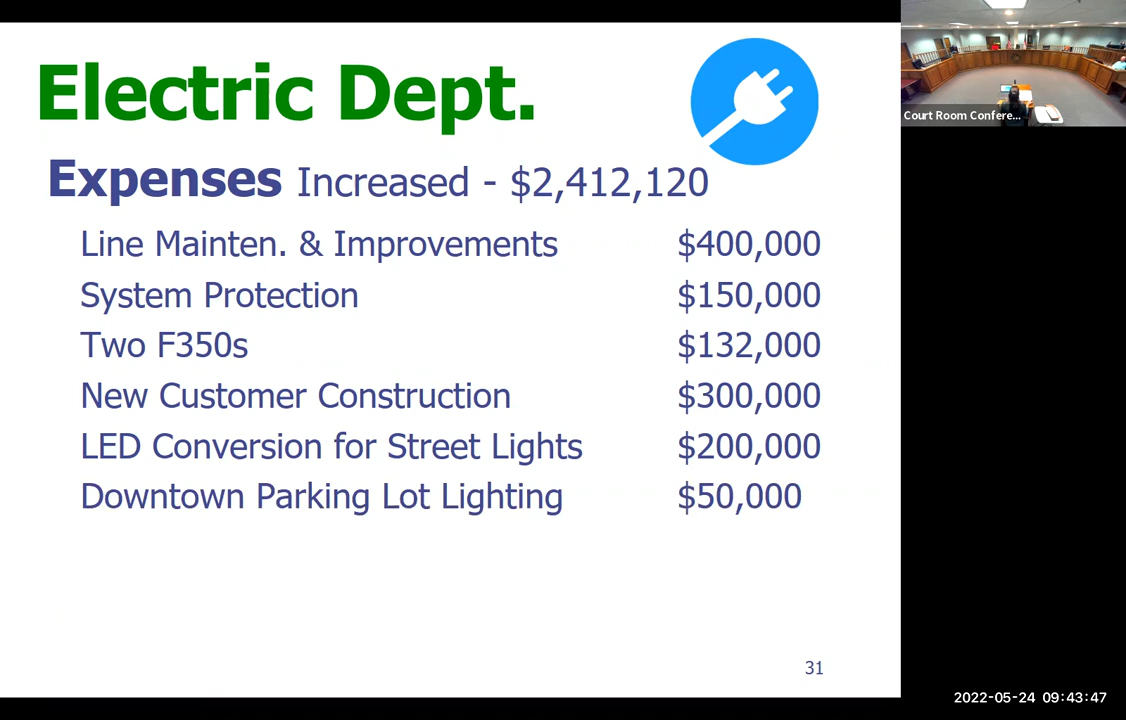 Electric Dept.
Expenses Increased - $2,412,120
Line Mainten. & Improvements $400,000
System Protection $150,000
Two F350s $132,000
New Customer Construction $300,000
LED Conversion for Street Lights $200,000
Downtown Parking Lot Lighting $50,000
31
Court Room Confere...
2022-05-24 09:43:47